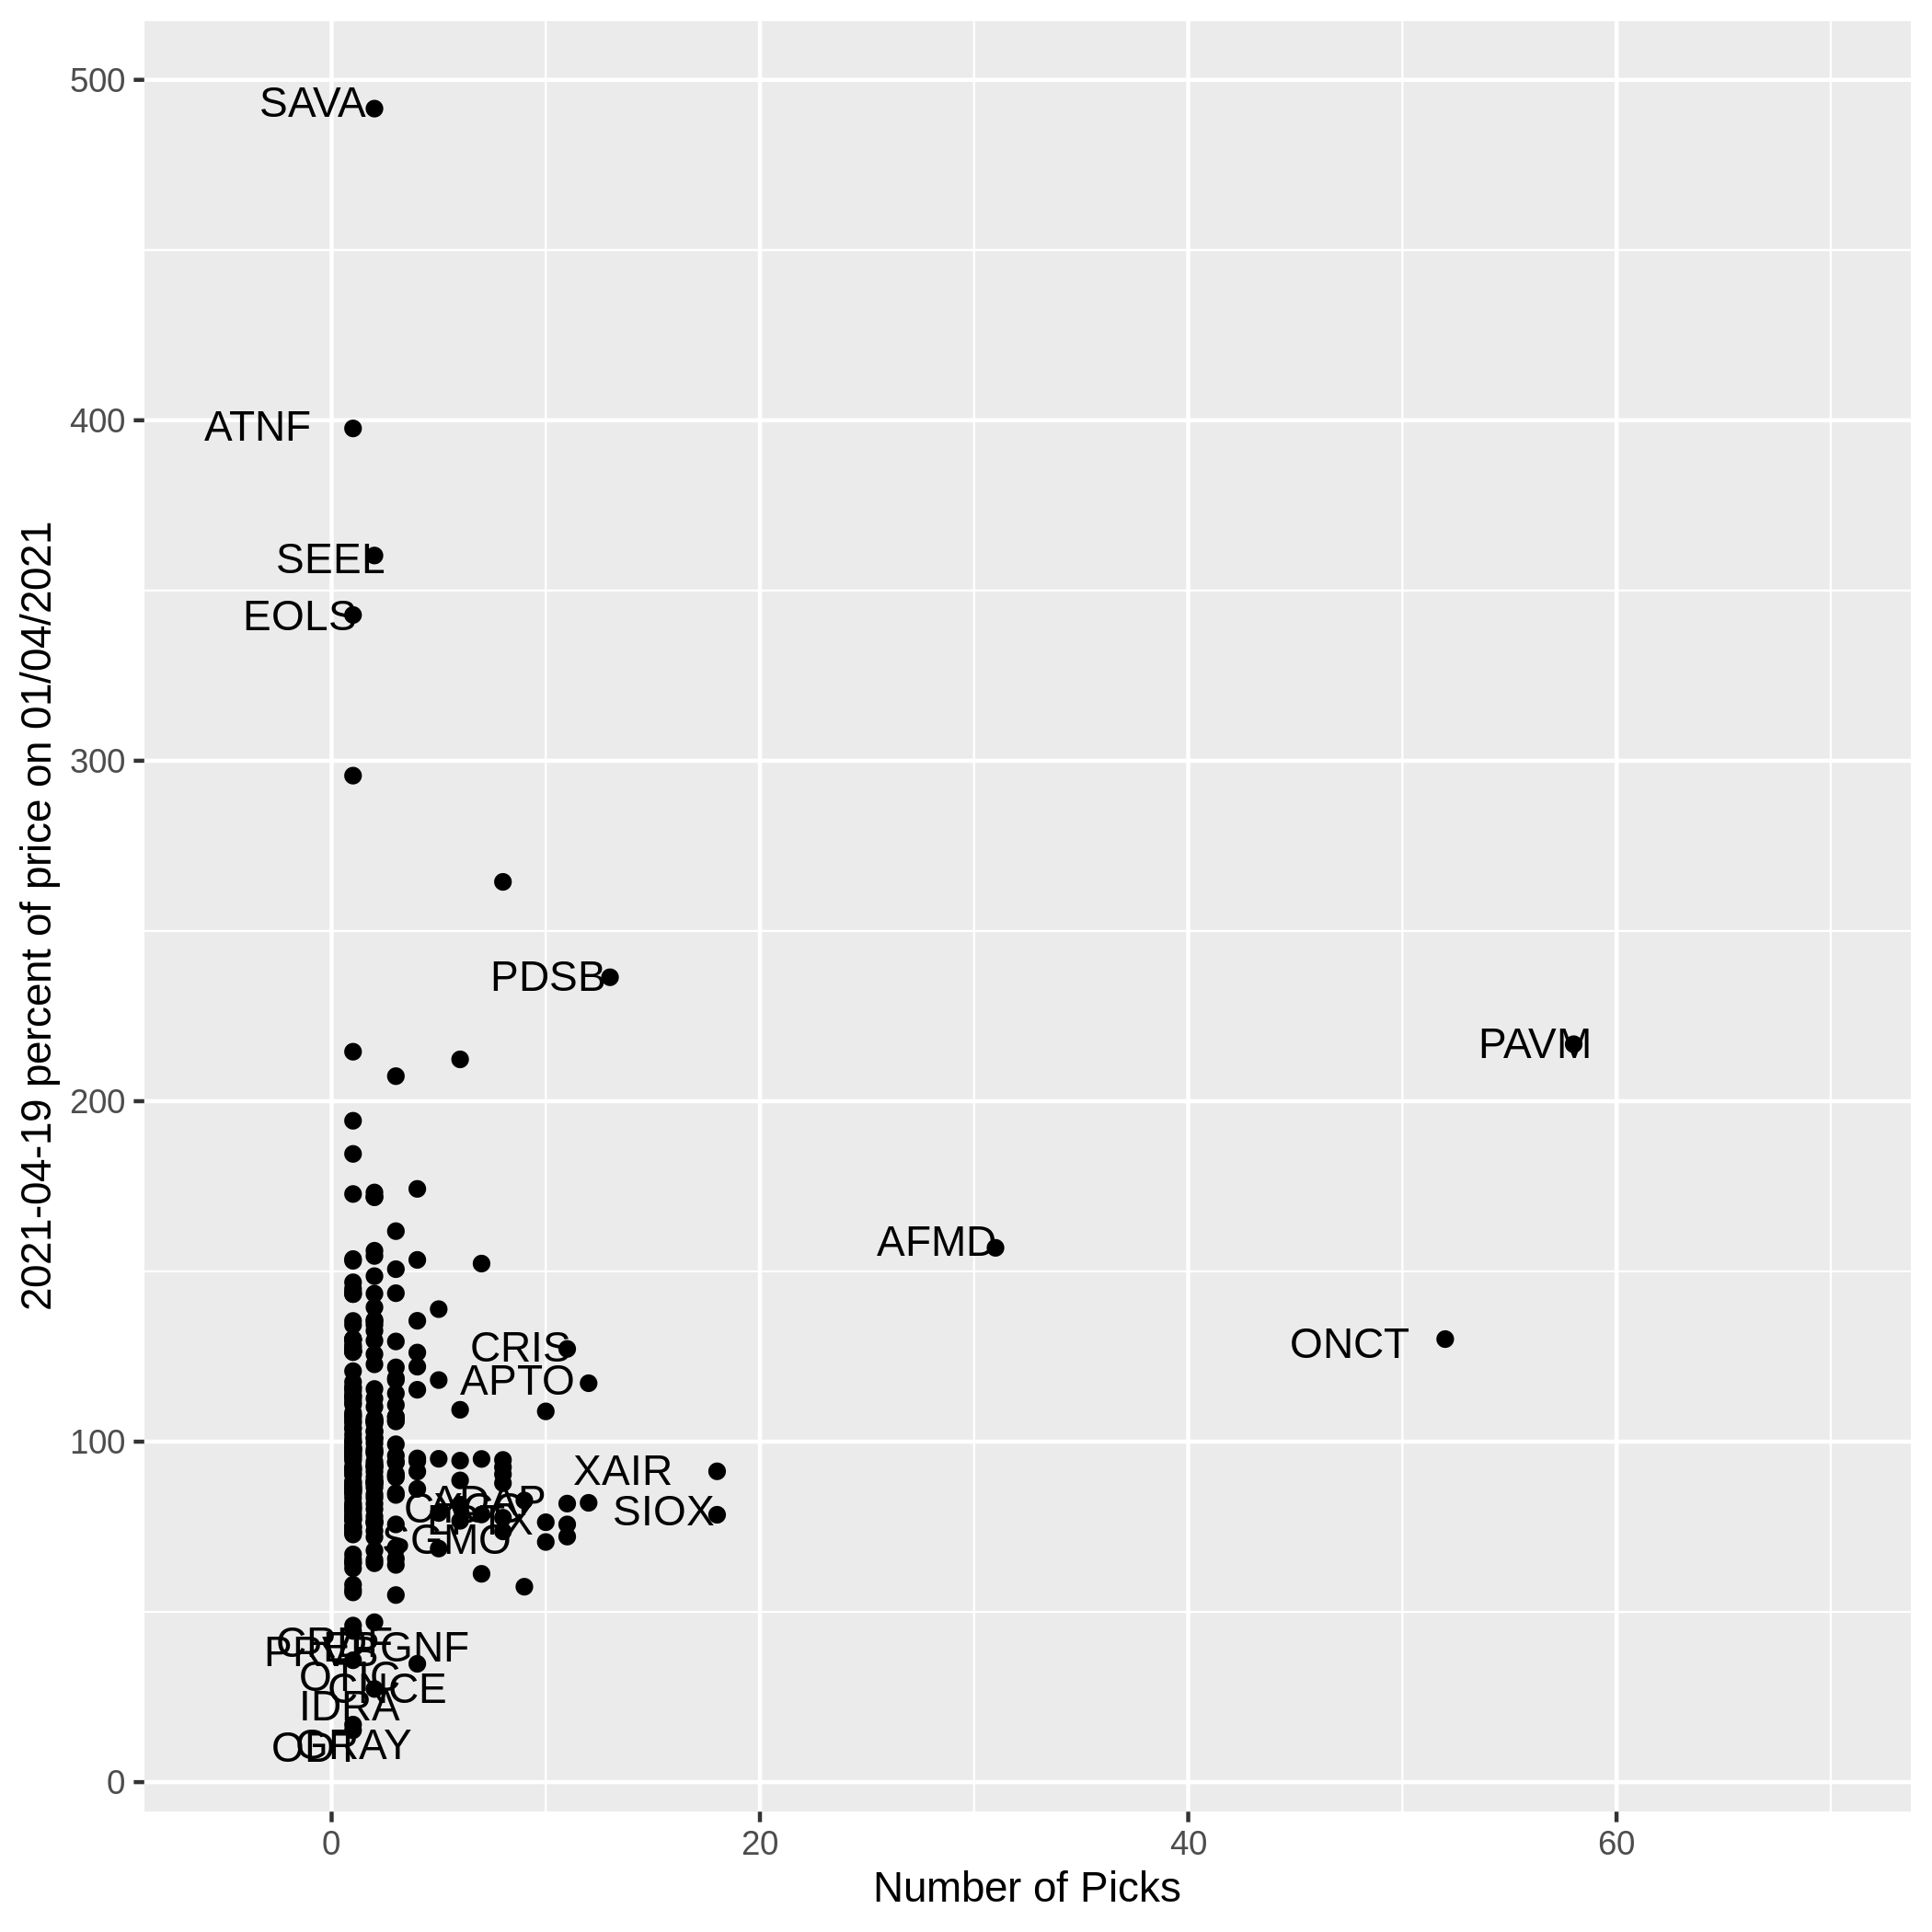 500
SAVA
400
ATNF
SEEL
EOLS
300
PDSB
PAVM
200
AFMD
CRIS
ONCT
APTO
100
XAIR
SIOX
SGMO
CNCE
IDRA
0
0
20
40
60
Number of Picks
2021-04-19 percent of price on 01/04/2021